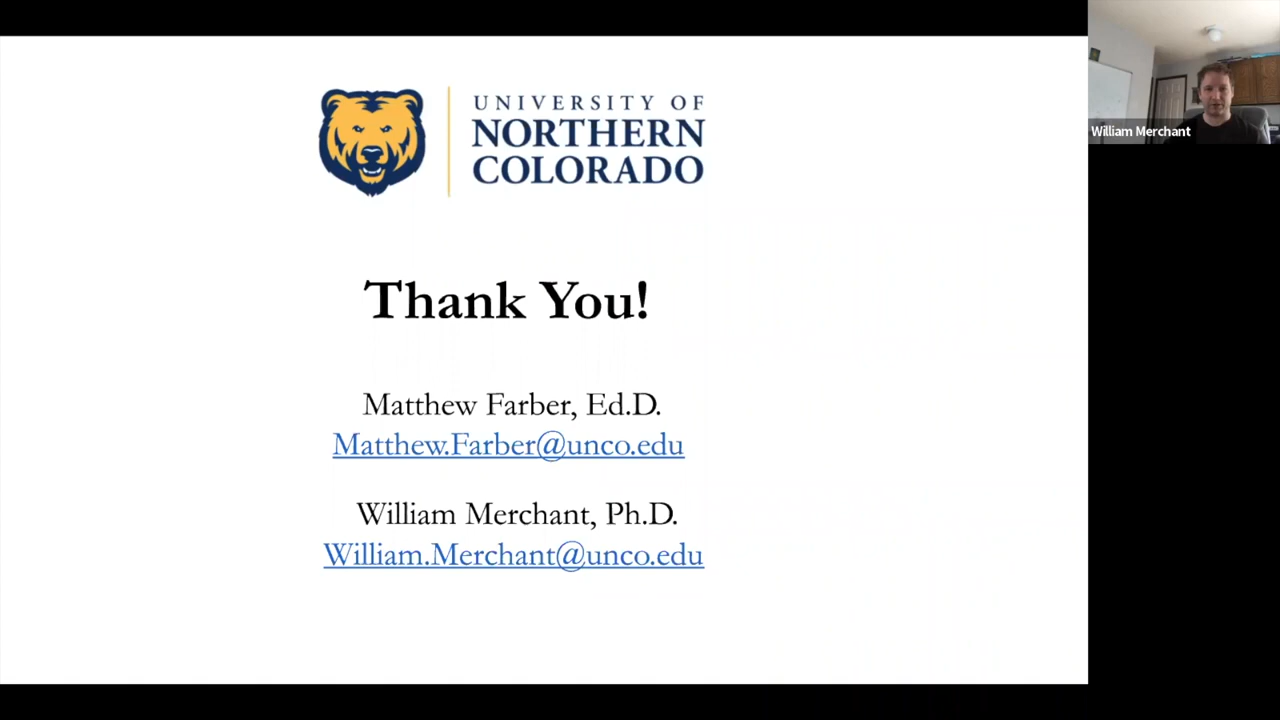 UNIVERSITY OF
NORTHERN
COLORADO
William Merchant
Thank You!
Matthew Farber, Ed.D.
Matthew.Farber@unco.edu
William Merchant, Ph.D.
William.Merchant@unco.edu